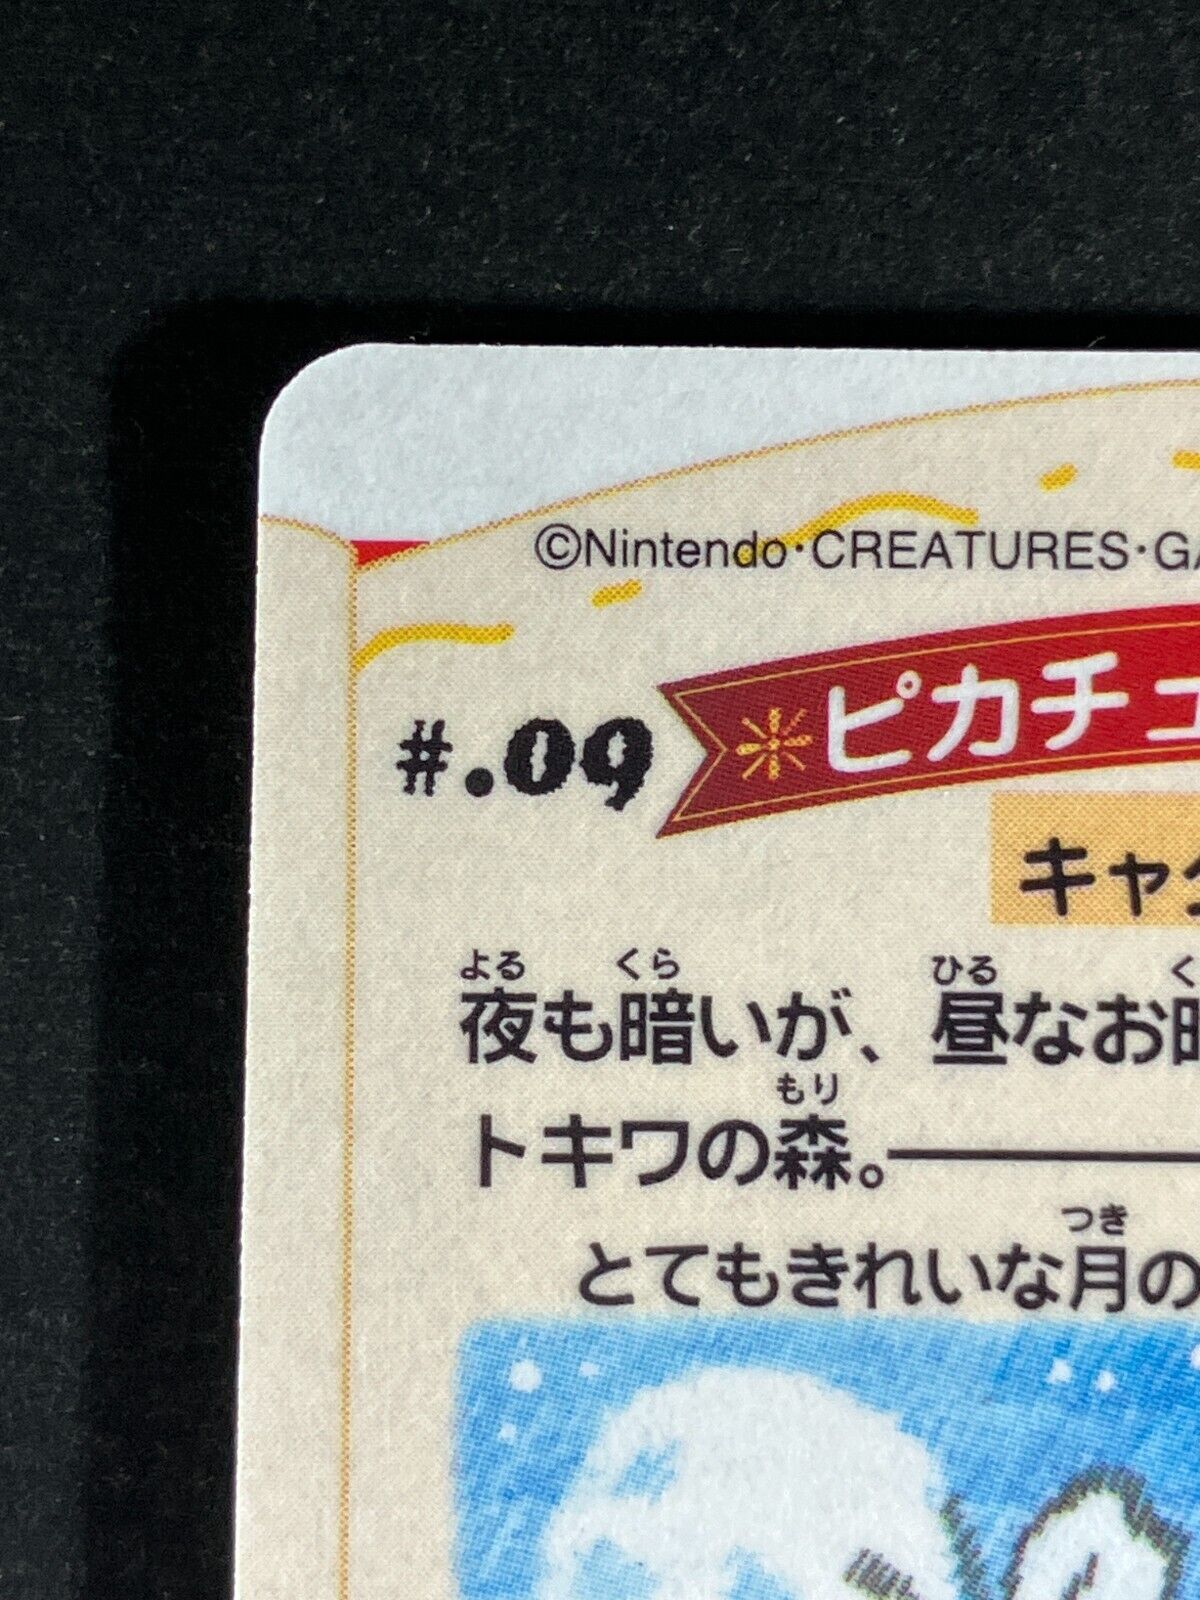 ©Nintendo・CREATURES・GA
#.09 ピカチュ
キャ
よる くら ひる く
夜も暗いが、昼なお暗
もり
トキワの森。――
つき
とてもきれいな月の